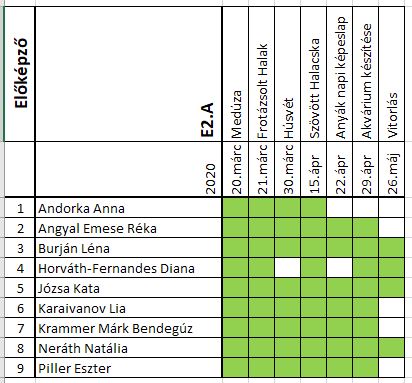 Előképző
E2.A
2020
Medúza
Frotázsolt Halak
Húsvét
Szövött Halacska
Anyák napi képeslap
Akvárium készítése
Vitorlás
20.márc
21.márc
30.márc
15.ápr
22.ápr
29.ápr
26.máj
1 Andorka Anna
2 Angyal Emese Réka
3 Burján Léna
4 Horváth-Fernandes Diana
5 Józsa Kata
6 Karaivanov Lia
7 Krammer Márk Bendegúz
8 Neráth Natália
9 Piller Eszter